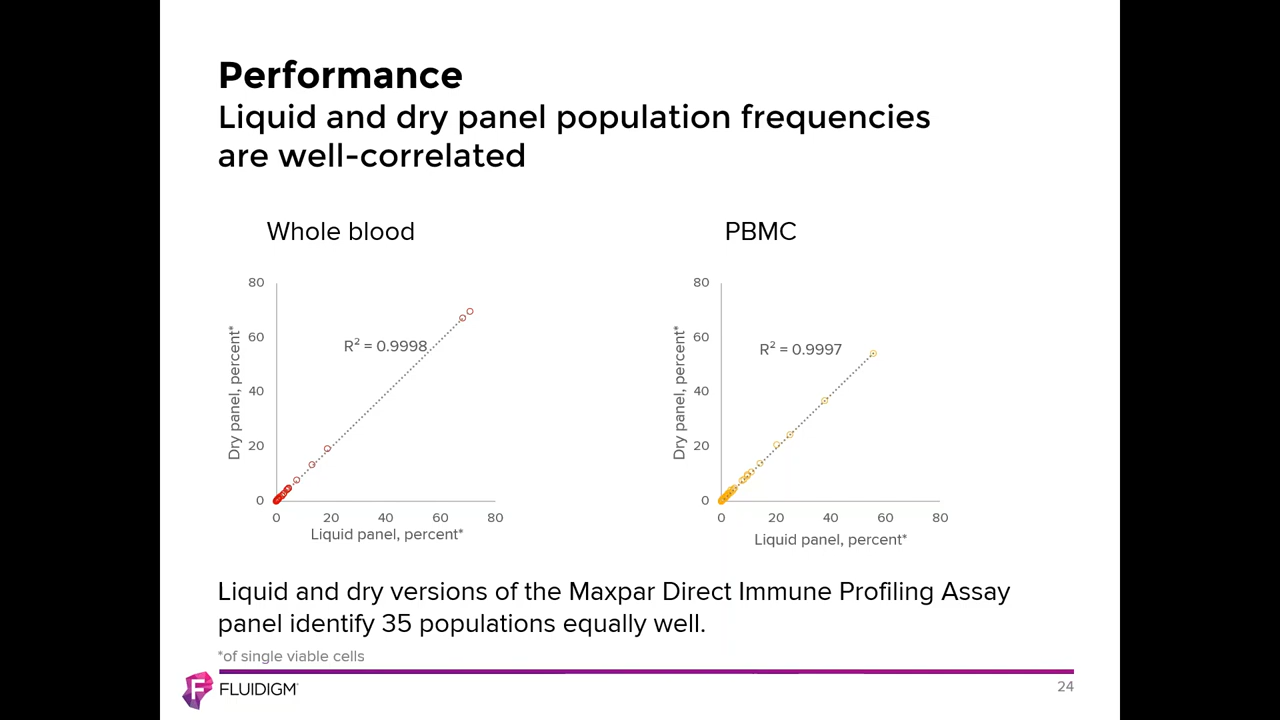 Performance
Liquid and dry panel population frequencies
are well-correlated
Whole blood
80
60
40
20
0
0 20 40 60 80
Dry panel, percent*
R² = 0.9998
Liquid panel, percent*
PBMC
80
60
40
20
0
0 20 40 60 80
Dry panel, percent*
R² = 0.9997
Liquid panel, percent*
Liquid and dry versions of the Maxpar Direct Immune Profiling Assay
panel identify 35 populations equally well.
*of single viable cells
F FLUIDIGM
24